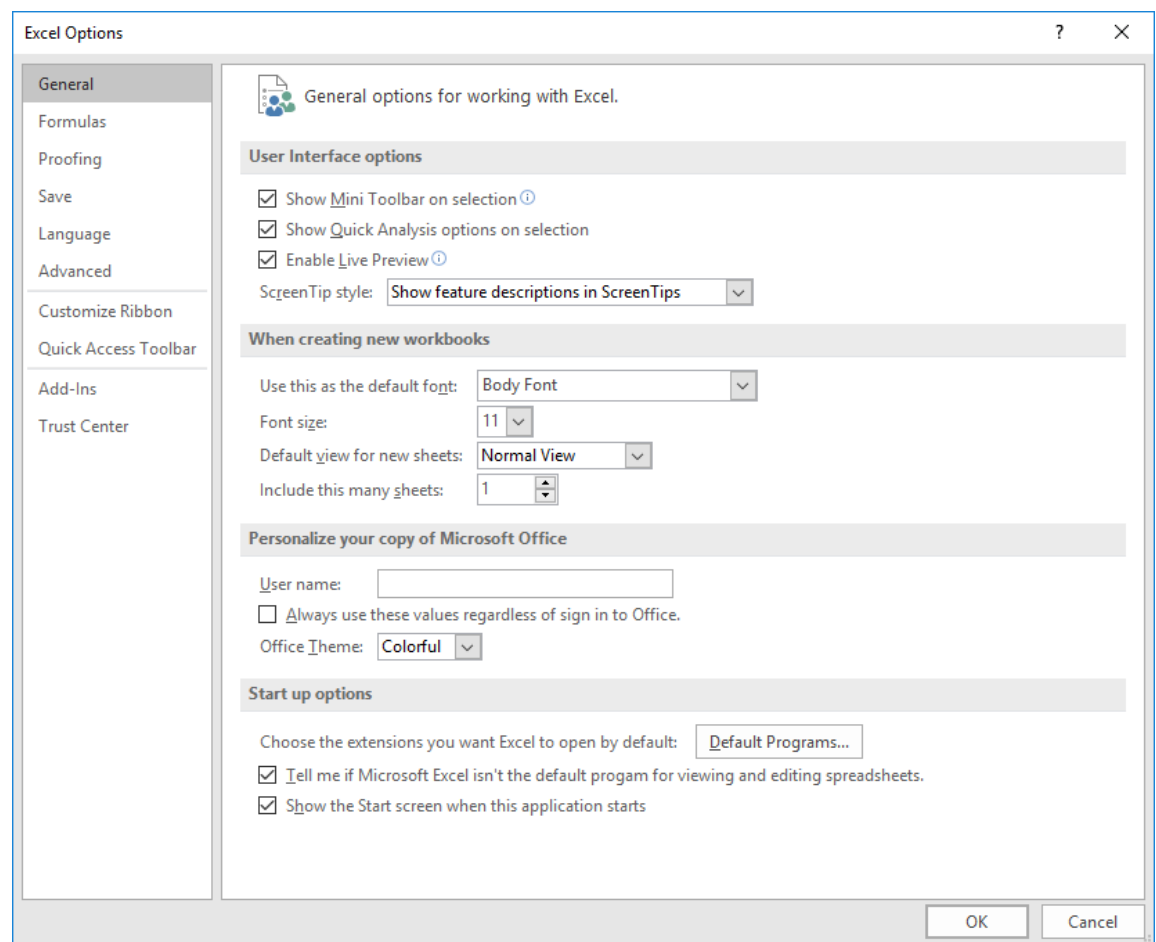 Excel Options ?
General
Formulas
Proofing
Save
Language
Advanced
Customize Ribbon
Quick Access Toolbar
Add-Ins
Trust Center
General options for working with Excel.
User Interface options
Show Mini Toolbar on selection
Show Quick Analysis options on selection
Enable Live Preview
ScreenTip style: Show feature descriptions in ScreenTips
When creating new workbooks
Use this as the default font: Body Font
Font size: 11
Default view for new sheets: Normal View
Include this many sheets: 1
Personalize your copy of Microsoft Office
User name:
Always use these values regardless of sign in to Office.
Office Theme: Colorful
Start up options
Choose the extensions you want Excel to open by default: Default Programs...
Tell me if Microsoft Excel isn't the default progam for viewing and editing spreadsheets.
Show the Start screen when this application starts
OK Cancel